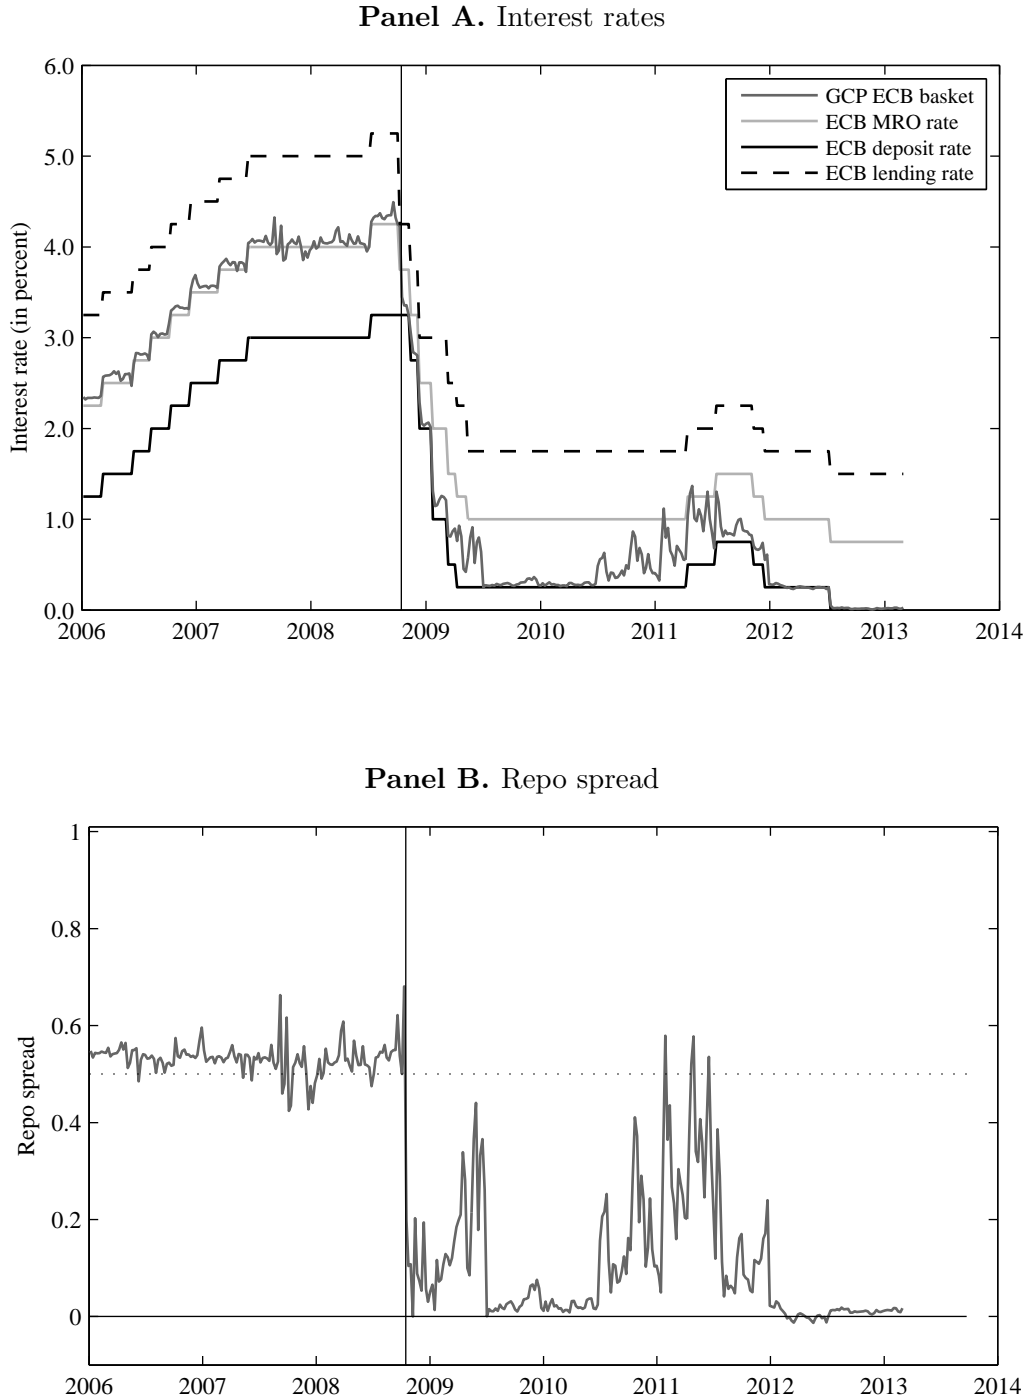 Panel A. Interest rates
6.0
5.0
4.0
3.0
2.0
1.0
0.0
Interest rate (in percent)
GCP ECB basket
ECB MRO rate
ECB deposit rate
ECB lending rate
2006 2007 2008 2009 2010 2011 2012 2013 2014
Panel B. Repo spread
1
0.8
0.6
0.4
0.2
0
Repo spread
2006 2007 2008 2009 2010 2011 2012 2013 2014